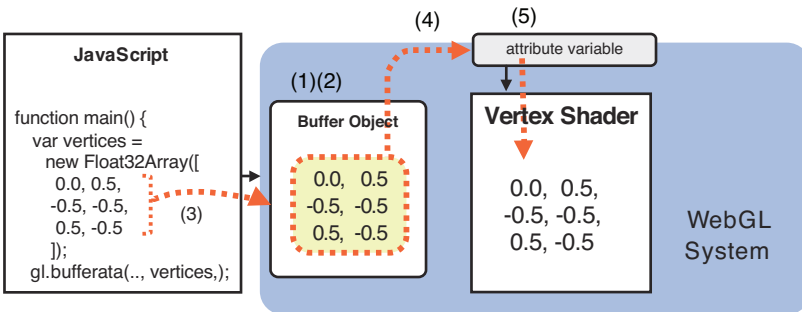 JavaScript
function main() {
var vertices =
new Float32Array([
0.0, 0.5,
-0.5, -0.5,
0.5, -0.5
]);
gl.bufferata(.., vertices,);
(3)
(1)(2)
Buffer Object
0.0, 0.5
-0.5, -0.5
0.5, -0.5
(4)
(5)
attribute variable
Vertex Shader
0.0, 0.5,
-0.5, -0.5,
0.5, -0.5
WebGL
System